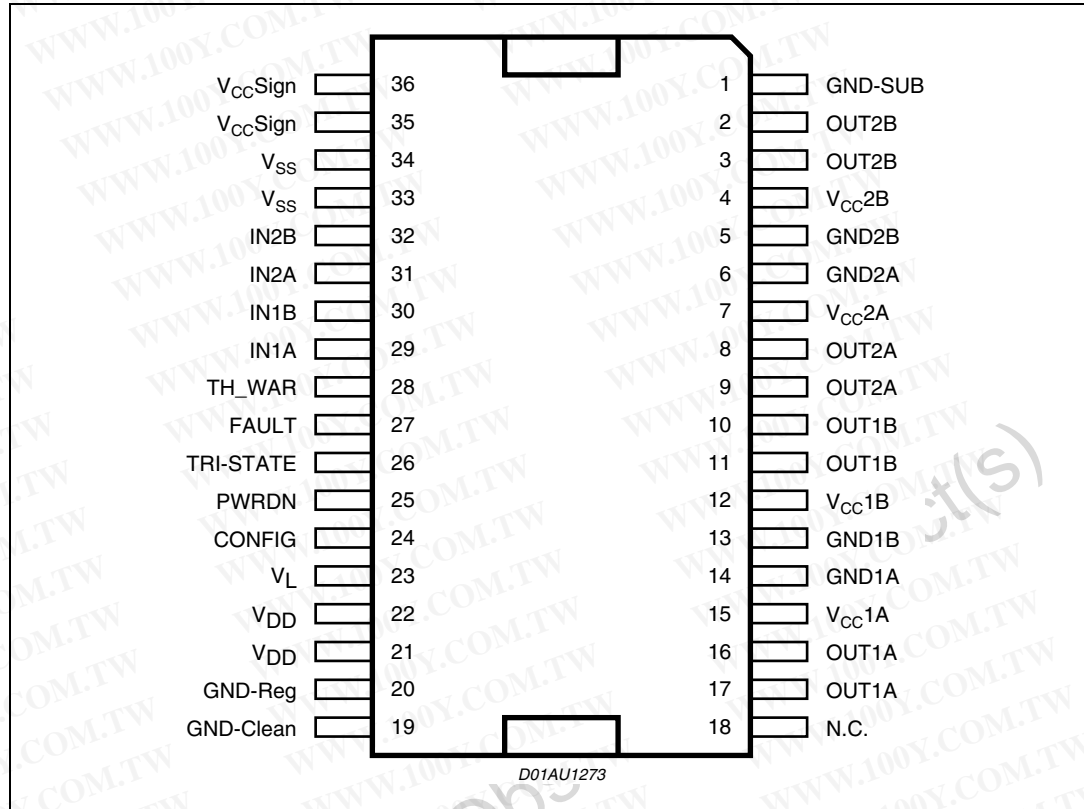 VCCSign 36 1 GND-SUB
VCCSign 35 2 OUT2B
VSS 34 3 OUT2B
VSS 33 4 VCC2B
IN2B 32 5 GND2B
IN2A 31 6 GND2A
IN1B 30 7 VCC2A
IN1A 29 8 OUT2A
TH_WAR 28 9 OUT2A
FAULT 27 10 OUT1B
TRI-STATE 26 11 OUT1B
PWRDN 25 12 VCC1B
CONFIG 24 13 GND1B
VL 23 14 GND1A
VDD 22 15 VCC1A
VDD 21 16 OUT1A
GND-Reg 20 17 OUT1A
GND-Clean 19 18 N.C.
D01AU1273
WWW.100Y.COM.TW